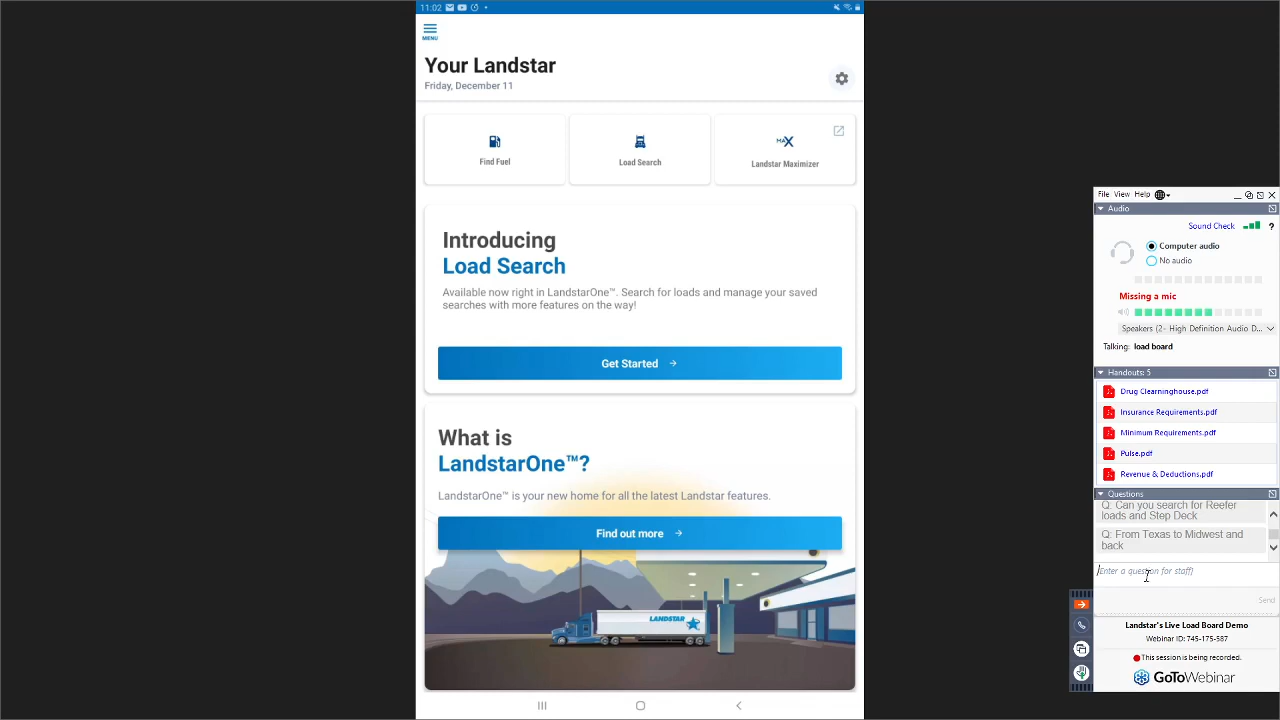 11:02
MENU
Your Landstar
Friday, December 11
Find Fuel
Load Search
MAX
Landstar Maximizer
Introducing
Load Search
Available now right in LandstarOne™. Search for loads and manage your saved
searches with more features on the way!
Get Started →
What is
LandstarOne™?
LandstarOne™ is your new home for all the latest Landstar features.
Find out more →
LANDSTAR
File View Help
Audio
Sound Check ?
Computer audio
No audio
Missing a mic
Speakers (2- High Definition Audio D...
Talking: load board
Handouts: 5
Drug Clearninghouse.pdf
Insurance Requirements.pdf
Minimum Requirements.pdf
Pulse.pdf
Revenue & Deductions.pdf
Questions
Q: Can you search for Reefer
loads and Step Deck
Q: From Texas to Midwest and
back
[Enter a question for staff]
Send
Landstar's Live Load Board Demo
Webinar ID: 745-175-587
This session is being recorded.
GoToWebinar